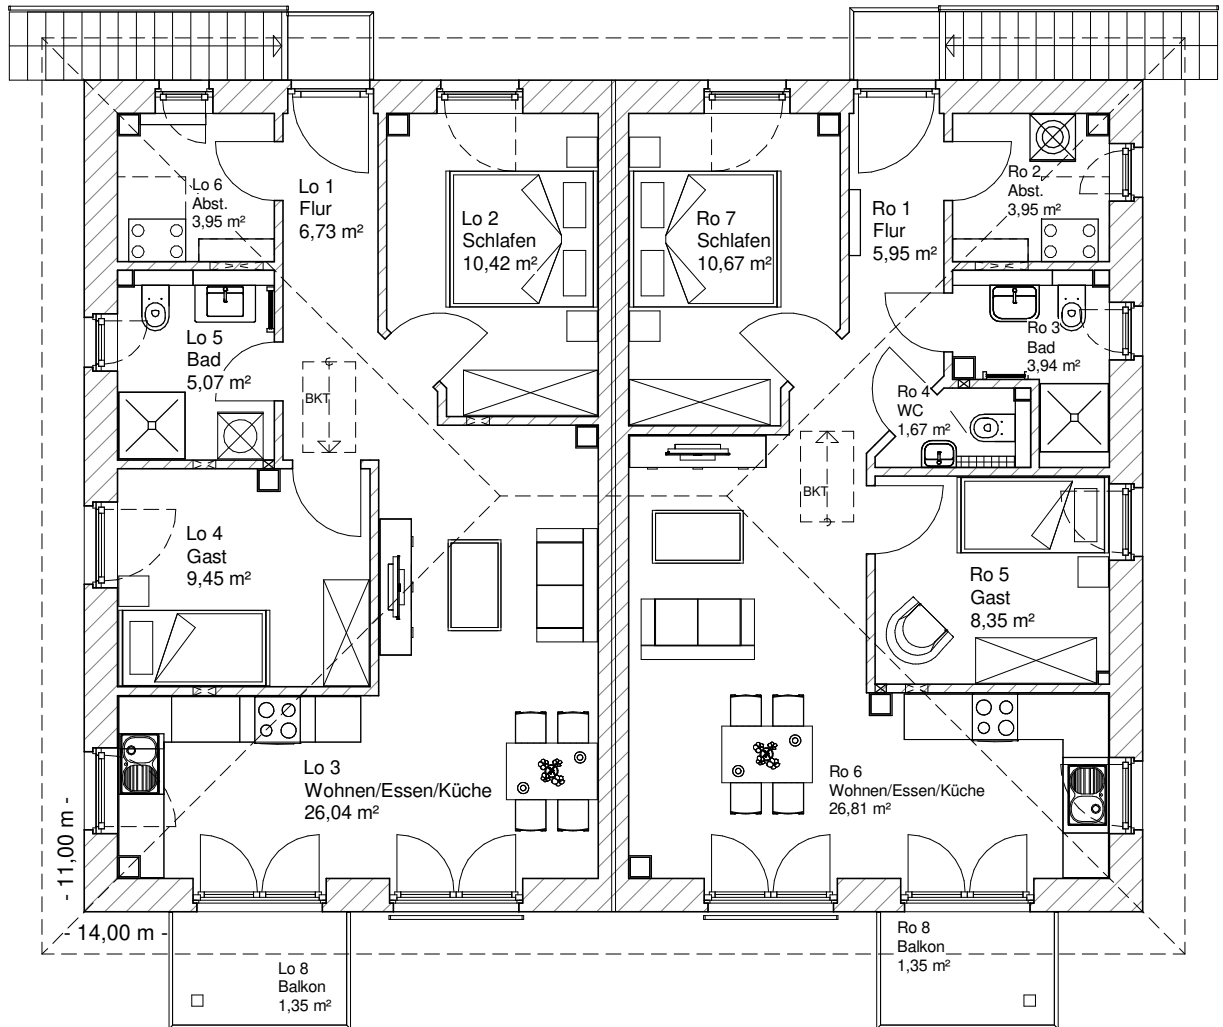 Lo 6
Abst.
3,95 m²
Lo 1
Flur
6,73 m²
Lo 2
Schlafen
10,42 m²
Ro 7
Schlafen
10,67 m²
Ro 1
Flur
5,95 m²
Ro 2
Abst.
3,95 m²
Lo 5
Bad
5,07 m²
BKT
Ro 3
Bad
3,94 m²
Ro 4
WC
1,67 m²
BKT
Lo 4
Gast
9,45 m²
Ro 5
Gast
8,35 m²
Lo 3
Wohnen/Essen/Küche
26,04 m²
Ro 6
Wohnen/Essen/Küche
26,81 m²
- 11,00 m -
- 14,00 m -
Lo 8
Balkon
1,35 m²
Ro 8
Balkon
1,35 m²